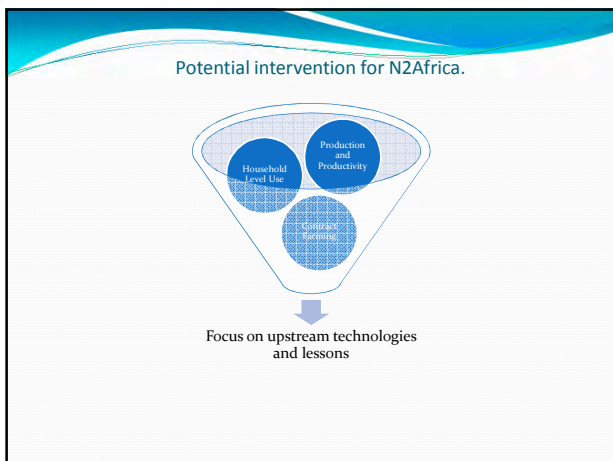 Potential intervention for N2Africa.
Production
and
Productivity
Household
Level Use
Contract
Farming
Focus on upstream technologies
and lessons